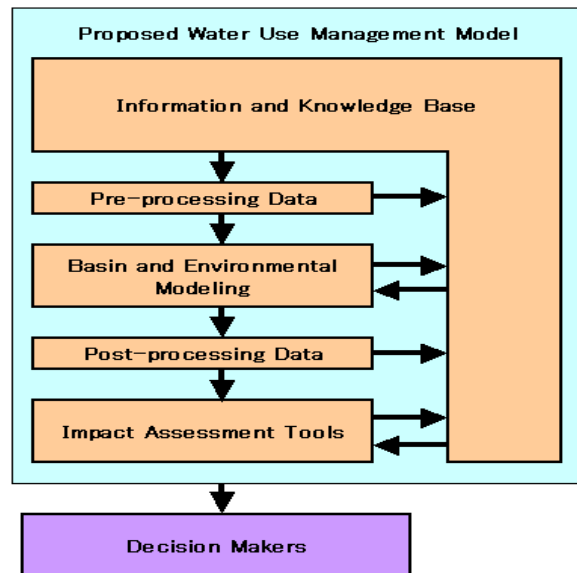 Proposed Water Use Management Model
Information and Knowledge Base
Pre-processing Data
Basin and Environmental
Modeling
Post-processing Data
Impact Assessment Tools
Decision Makers